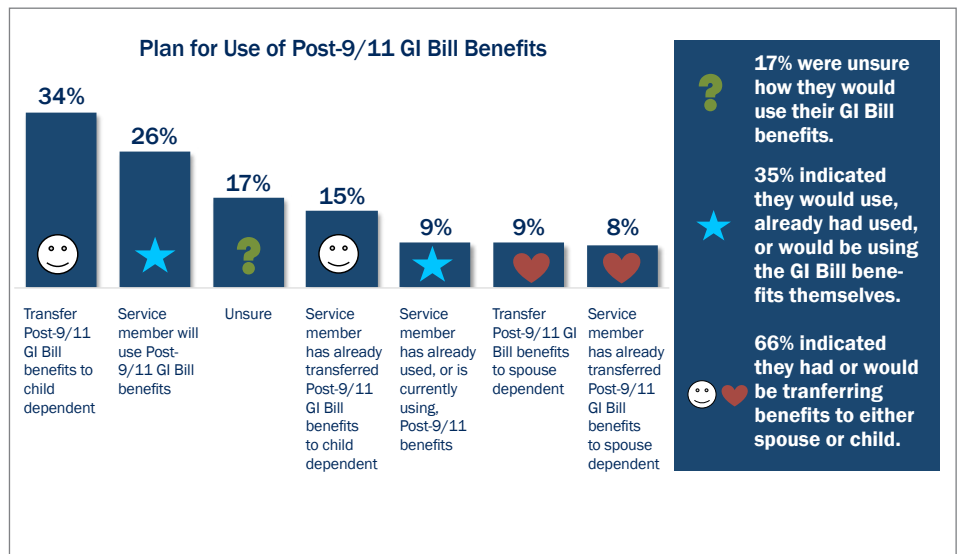 Plan for Use of Post-9/11 GI Bill Benefits
34%
26%
17%
15%
9%
9%
8%
Transfer
Post-9/11
GI Bill
benefits to
child
dependent
Service
member will
use Post-
9/11 GI Bill
benefits
Unsure
Service
member
has already
transferred
Post-9/11
GI Bill
benefits
to child
dependent
Service
member
has already
used, or is
currently
using,
Post-9/11
benefits
Transfer
Post-9/11 GI
Bill benefits
to spouse
dependent
Service
member
has already
transferred
Post-9/11
GI Bill
benefits
to spouse
dependent
?
17% were unsure
how they would
use their GI Bill
benefits.
35% indicated
they would use,
already had used,
or would be using
the GI Bill bene-
fits themselves.
66% indicated
they had or would
be tranferring
benefits to either
spouse or child.